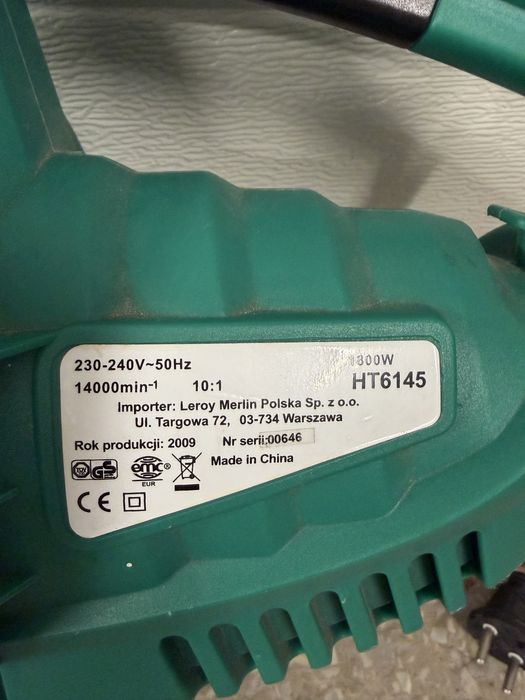 230-240V~50Hz 1800W
14000min-1 10:1 HT6145
Importer: Leroy Merlin Polska Sp. z o.o.
Ul. Targowa 72, 03-734 Warszawa
Rok produkcji: 2009 Nr serii:00646
GS emc® Made in China
EUR
CE